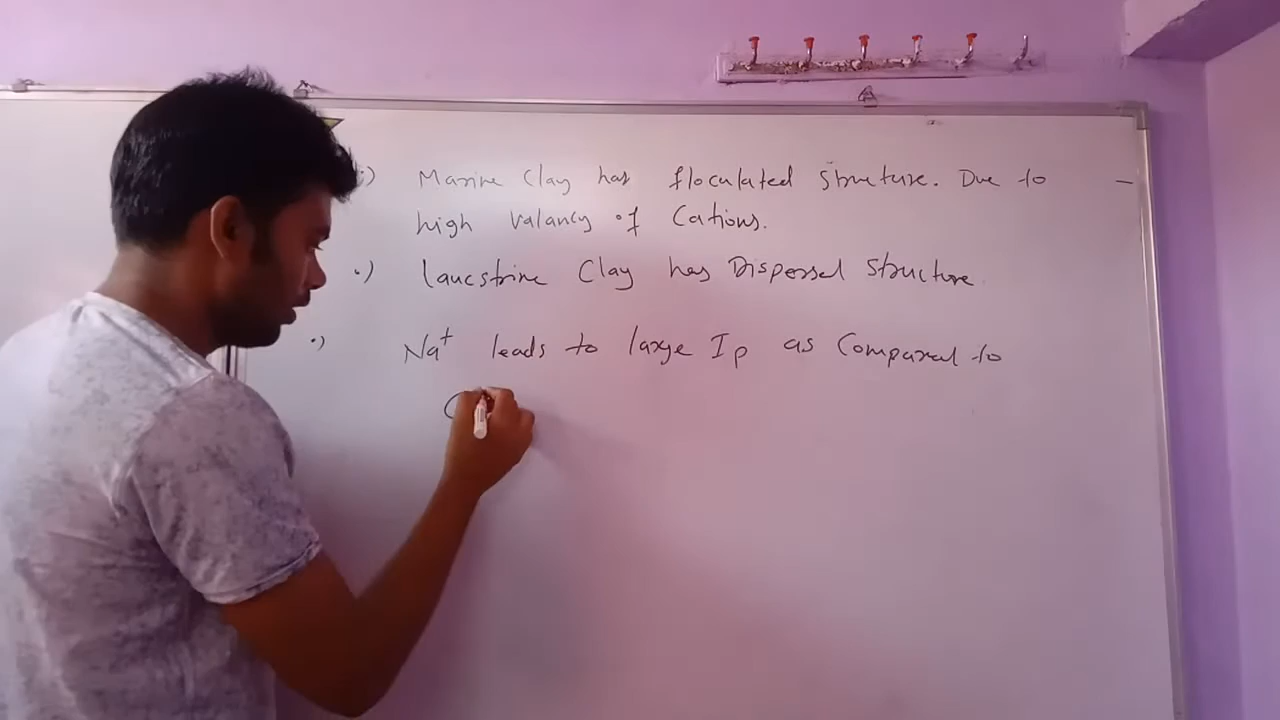 :) Marine Clay has floculated structure. Due to –
high Valancy of Cations.
•) laucstrine Clay has Dispersed structure.
•) Na+ leads to large Ip as Compared to
C